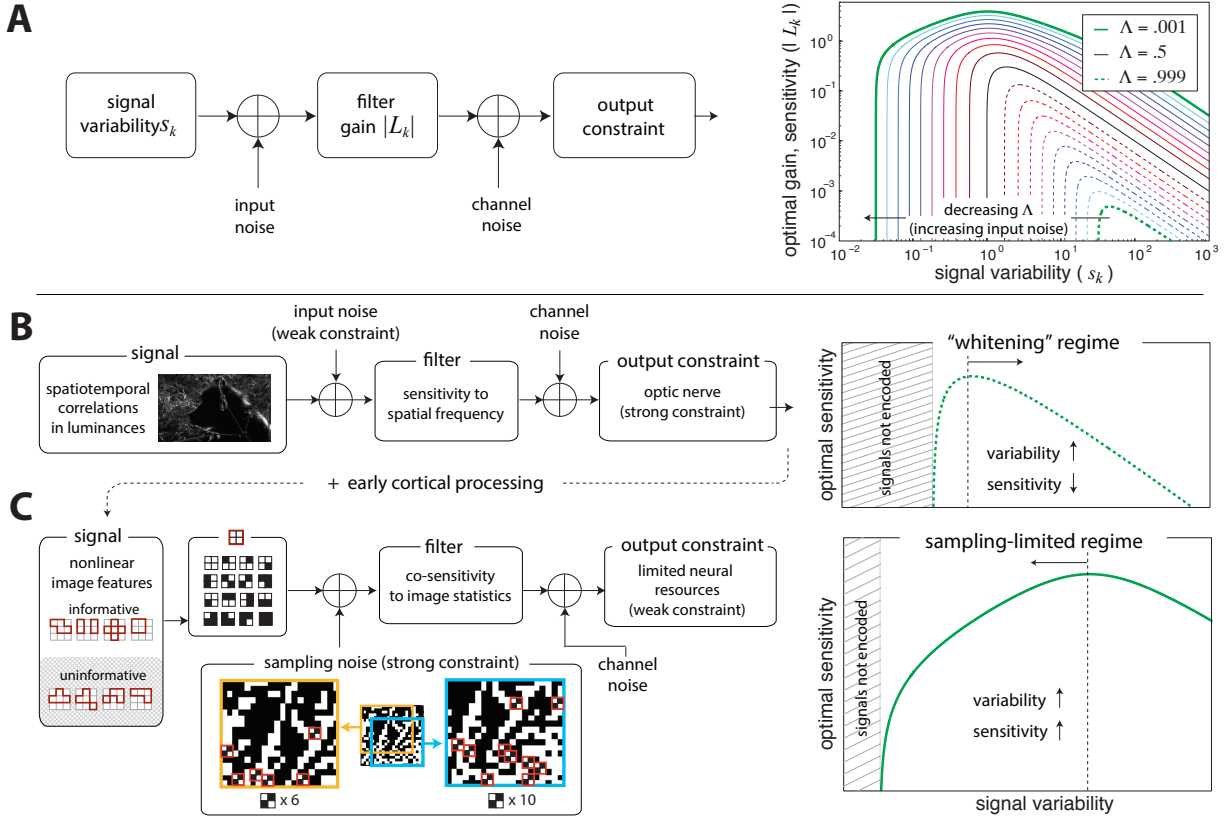 A
signal
variability s_k
filter
gain |L_k|
output
constraint
input
noise
channel
noise
optimal gain, sensitivity (| L_k |)
10^0
10^-1
10^-2
10^-3
10^-4
Λ = .001
Λ = .5
Λ = .999
decreasing Λ
(increasing input noise)
10^-2 10^-1 10^0 10^1 10^2 10^3
signal variability ( s_k )
B
input noise
(weak constraint)
channel
noise
signal
spatiotemporal
correlations
in luminances
filter
sensitivity to
spatial frequency
output constraint
optic nerve
(strong constraint)
"whitening" regime
optimal sensitivity
signals not encoded
variability ↑
sensitivity ↓
+ early cortical processing
C
signal
nonlinear
image features
informative
uninformative
filter
co-sensitivity
to image statistics
output constraint
limited neural
resources
(weak constraint)
channel
noise
sampling noise (strong constraint)
x 6
x 10
sampling-limited regime
optimal sensitivity
signals not encoded
variability ↑
sensitivity ↑
signal variability